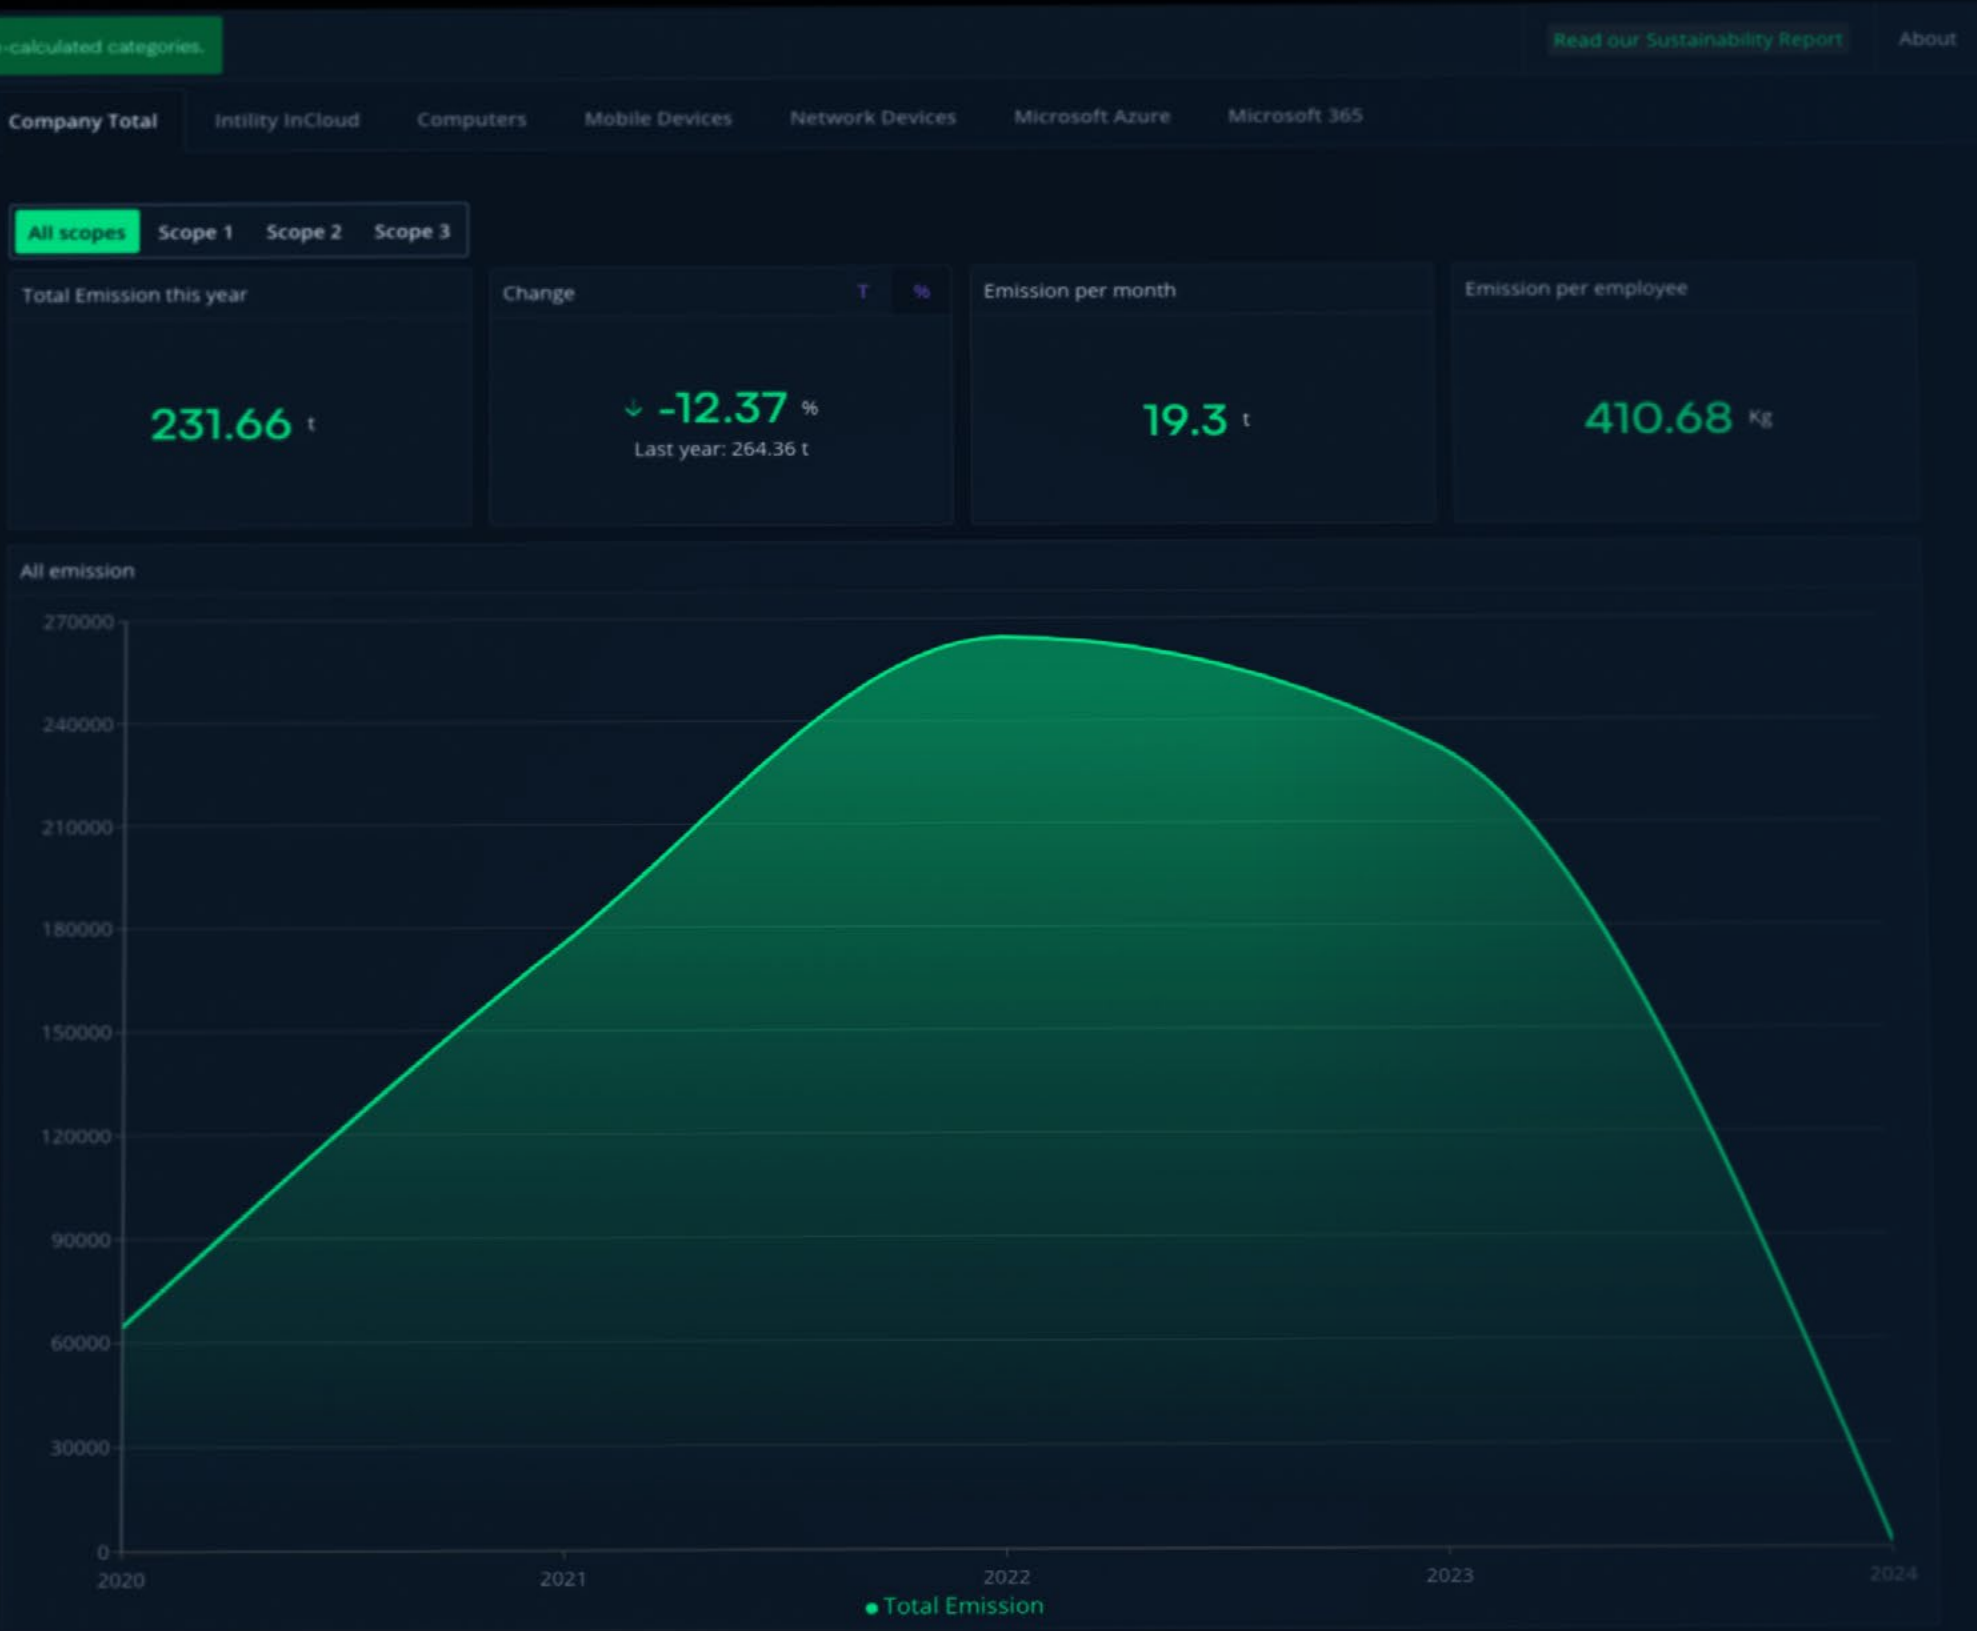 -calculated categories.
Read our Sustainability Report
About
Company Total
Intility InCloud
Computers
Mobile Devices
Network Devices
Microsoft Azure
Microsoft 365
All scopes
Scope 1
Scope 2
Scope 3
Total Emission this year
231.66 t
Change
T
%
-12.37 %
Last year: 264.36 t
Emission per month
19.3 t
Emission per employee
410.68 Kg
All emission
270000
240000
210000
180000
150000
120000
90000
60000
30000
0
2020
2021
2022
2023
2024
Total Emission